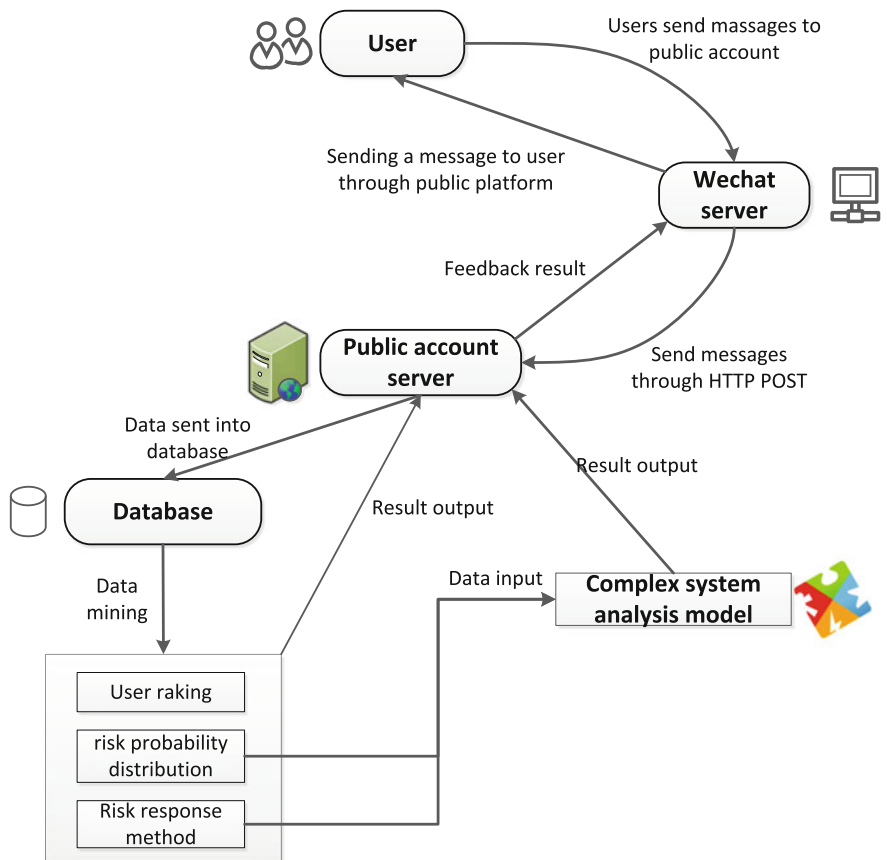 User
Users send massages to
public account
Sending a message to user
through public platform
Wechat
server
Feedback result
Public account
server
Send messages
through HTTP POST
Data sent into
database
Result output
Database
Result output
Data
mining
Data input
Complex system
analysis model
User raking
risk probability
distribution
Risk response
method